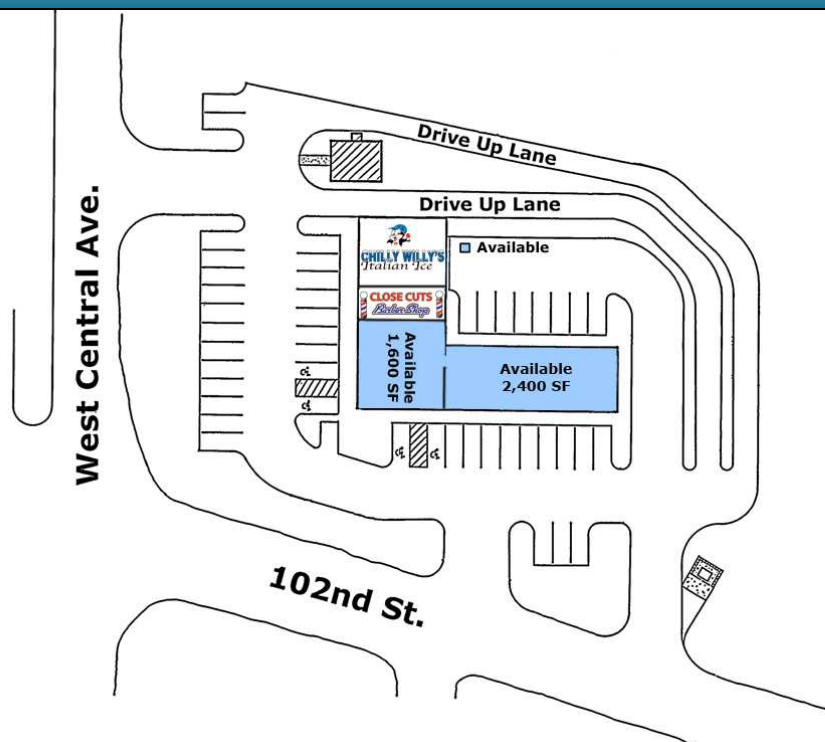 Drive Up Lane
Drive Up Lane
CHILLY WILLY'S
Italian Ice
Available
CLOSE CUTS
Barber Shop
Available
1,600 SF
Available
2,400 SF
West Central Ave.
102nd St.